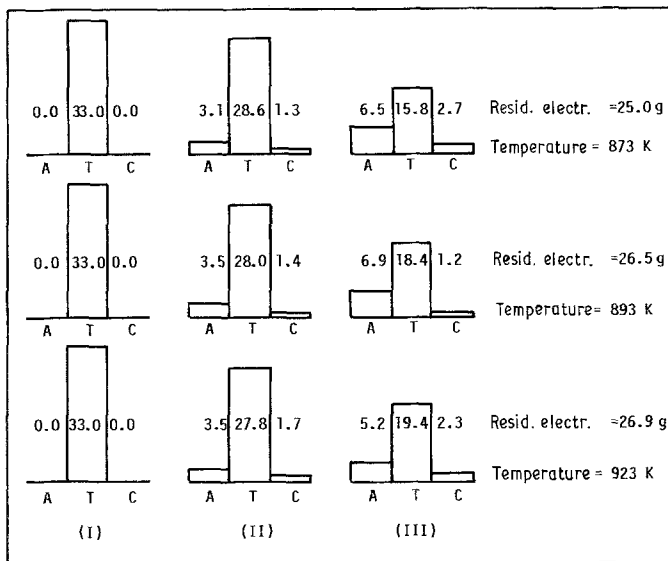 0.0 33.0 0.0 3.1 28.6 1.3 6.5 15.8 2.7 Resid. electr. =25.0 g
Temperature = 873 K
A T C A T C A T C
0.0 33.0 0.0 3.5 28.0 1.4 6.9 18.4 1.2 Resid. electr. =26.5 g
Temperature= 893 K
A T C A T C A T C
0.0 33.0 0.0 3.5 27.8 1.7 5.2 19.4 2.3 Resid. electr. =26.9 g
Temperature = 923 K
A T C A T C A T C
(I) (II) (III)